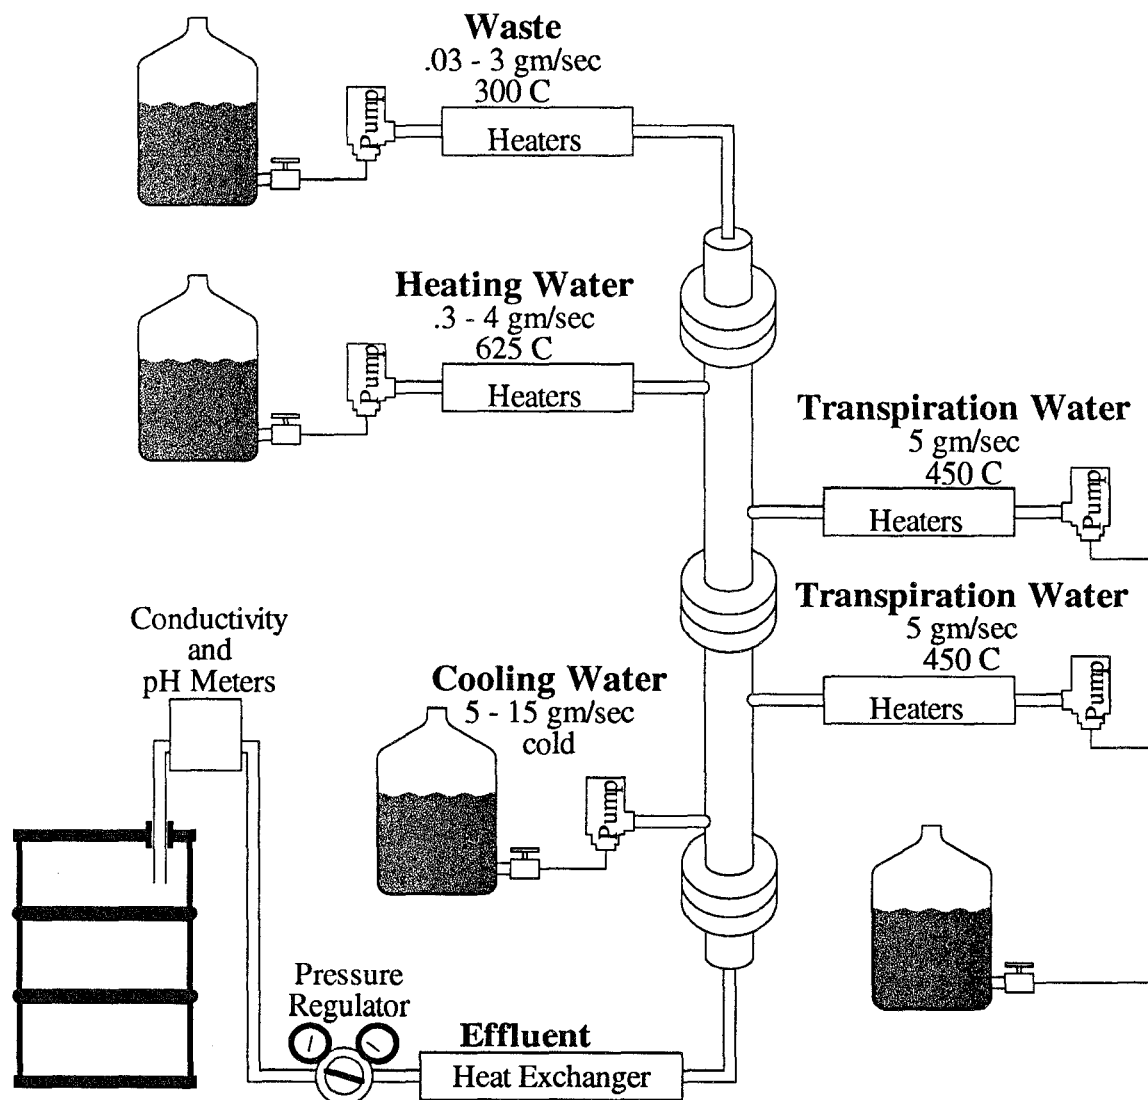 Waste
.03 - 3 gm/sec
300 C
Pump
Heaters
Heating Water
.3 - 4 gm/sec
625 C
Pump
Heaters
Transpiration Water
5 gm/sec
450 C
Heaters
Pump
Transpiration Water
5 gm/sec
450 C
Heaters
Pump
Conductivity
and
pH Meters
Cooling Water
5 - 15 gm/sec
cold
Pump
Pressure
Regulator
Effluent
Heat Exchanger